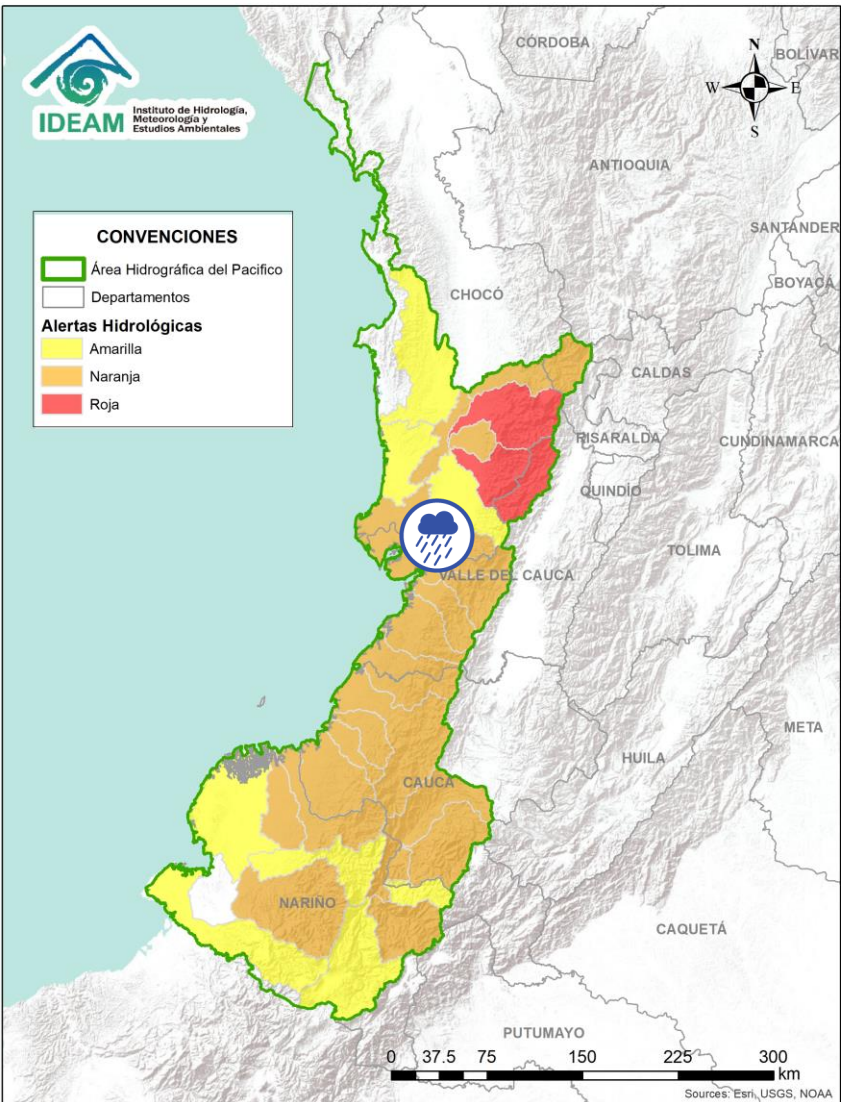 IDEAM
Instituto de Hidrología,
Meteorología y
Estudios Ambientales
CÓRDOBA
BOLÍVAR
N
W
E
S
ANTIOQUIA
SANTANDER
BOYACÁ
CONVENCIONES
Área Hidrográfica del Pacifico
Departamentos
Alertas Hidrológicas
Amarilla
Naranja
Roja
CHOCÓ
CALDAS
RISARALDA
CUNDINAMARCA
QUINDÍO
TOLIMA
VALLE DEL CAUCA
META
HUILA
CAUCA
NARIÑO
CAQUETÁ
PUTUMAYO
0 37.5 75 150 225 300
km
Sources: Esri, USGS, NOAA